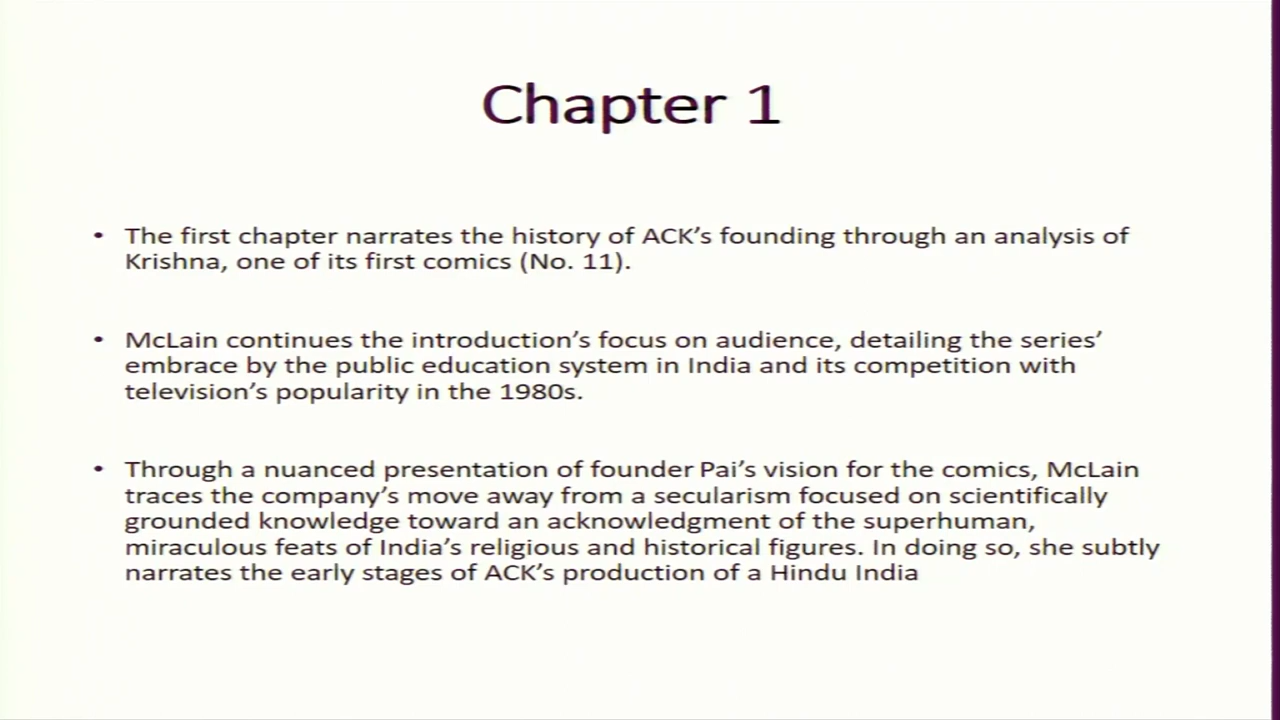 Chapter 1
• The first chapter narrates the history of ACK’s founding through an analysis of
Krishna, one of its first comics (No. 11).
• McLain continues the introduction’s focus on audience, detailing the series’
embrace by the public education system in India and its competition with
television’s popularity in the 1980s.
• Through a nuanced presentation of founder Pai’s vision for the comics, McLain
traces the company’s move away from a secularism focused on scientifically
grounded knowledge toward an acknowledgment of the superhuman,
miraculous feats of India’s religious and historical figures. In doing so, she subtly
narrates the early stages of ACK’s production of a Hindu India